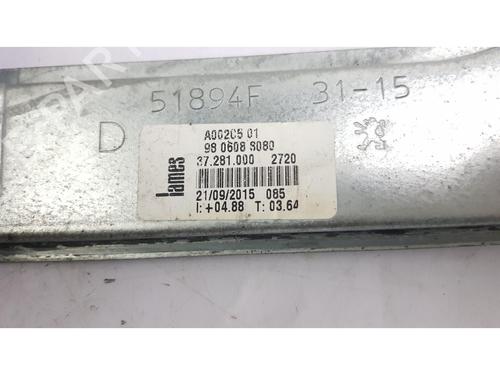 51894F 31-15
D
A00205 01
98 0608 8080
37.281.000 2720
21/09/2015 085
I: +04.88 T: 03.64
iames